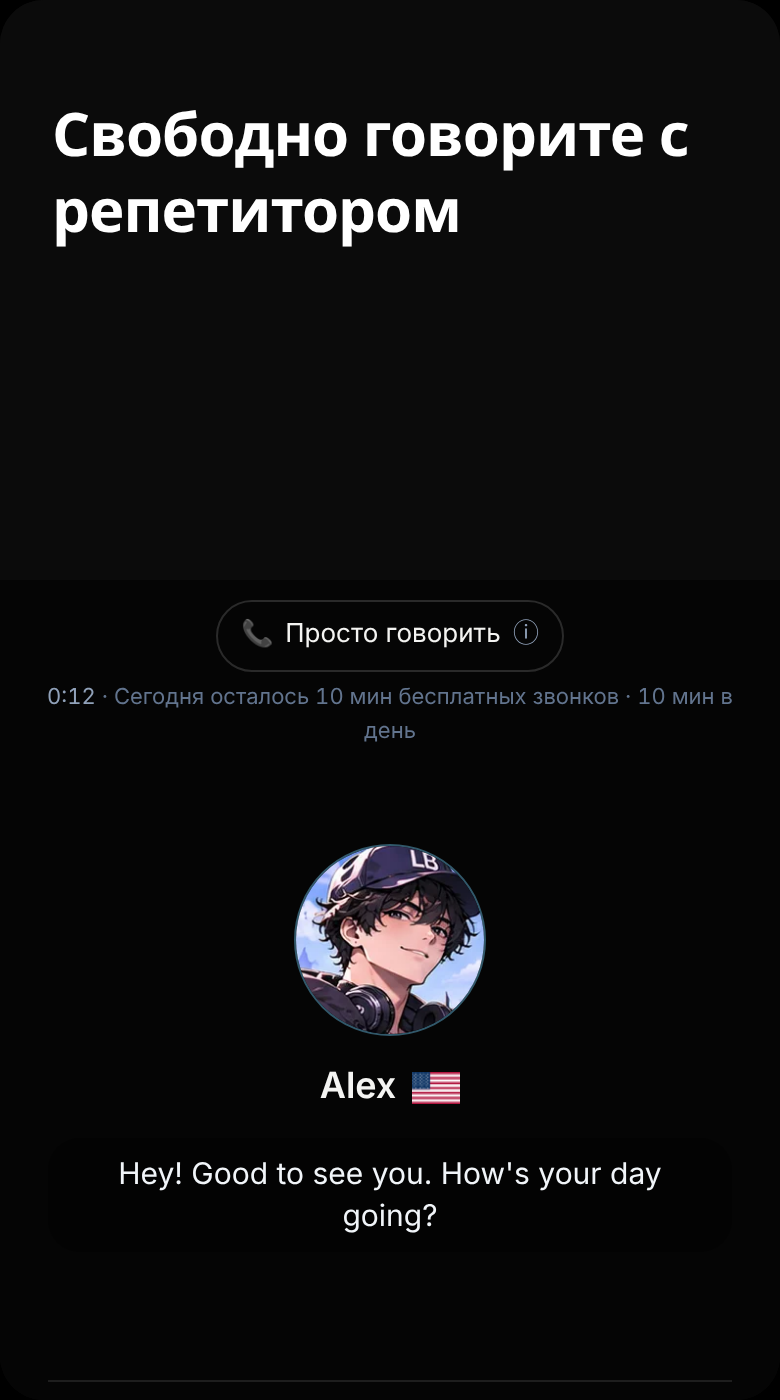 Свободно говорите с
репетитором
📞 Просто говорить ⓘ
0:12 · Сегодня осталось 10 мин бесплатных звонков · 10 мин в
день
LB
Alex 🇺🇸
Hey! Good to see you. How's your day
going?